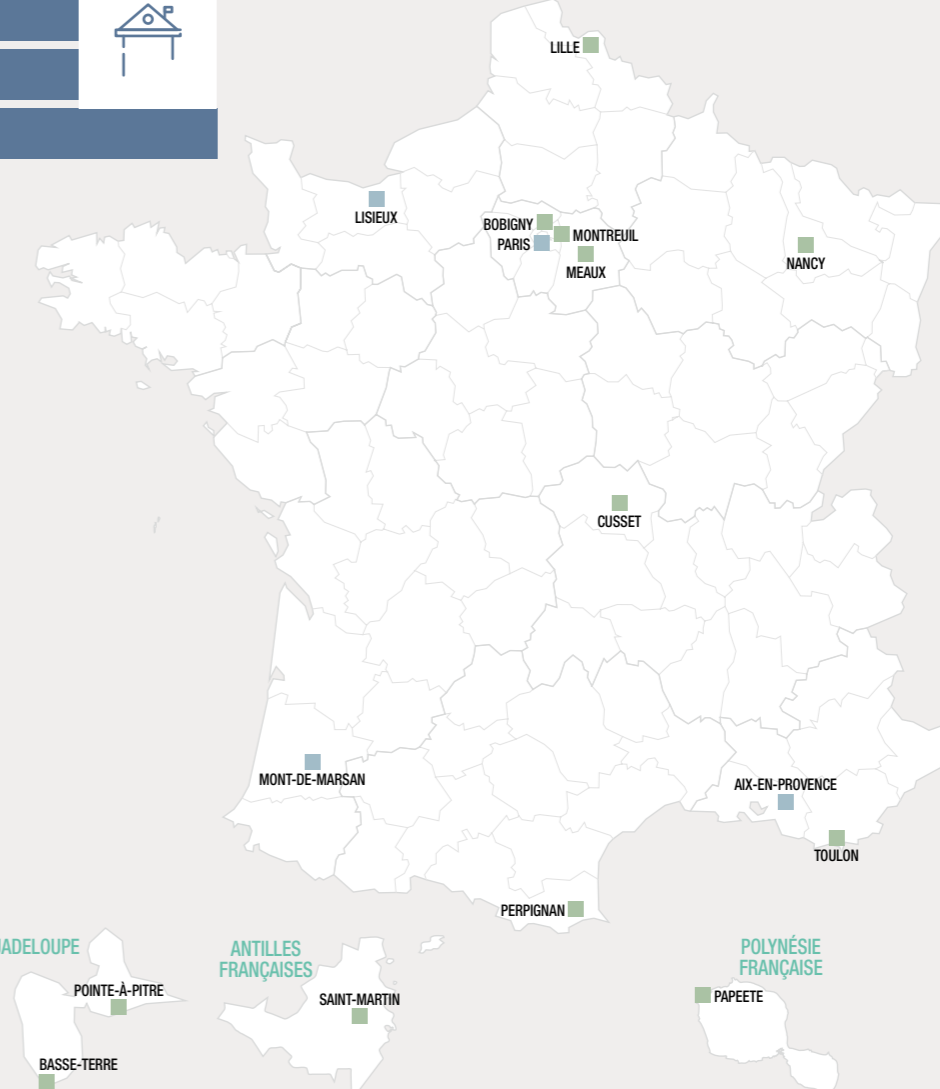 LILLE
LISIEUX
BOBIGNY
MONTREUIL
PARIS
MEAUX
NANCY
CUSSET
MONT-DE-MARSAN
AIX-EN-PROVENCE
TOULON
PERPIGNAN
ADELOUPE
POINTE-À-PITRE
BASSE-TERRE
ANTILLES
FRANÇAISES
SAINT-MARTIN
POLYNÉSIE
FRANÇAISE
PAPEETE